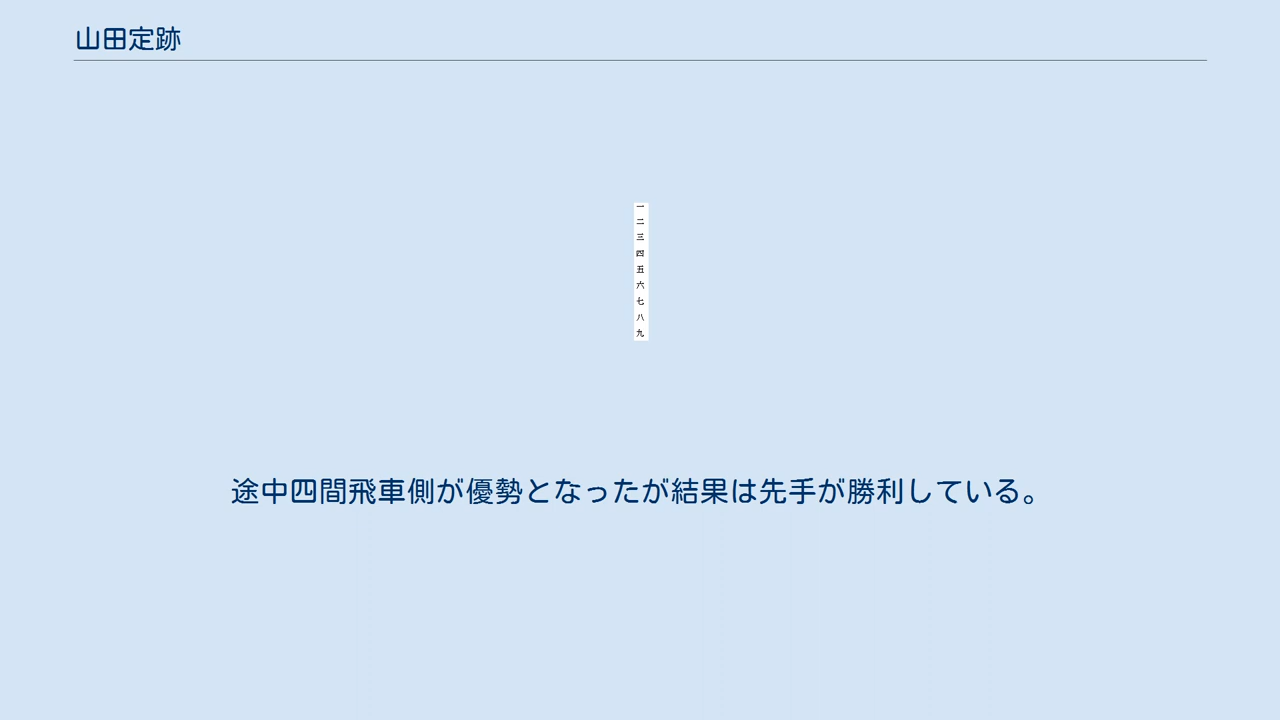 山田定跡
一
二
三
四
五
六
七
八
九
途中四間飛車側が優勢となったが結果は先手が勝利している。